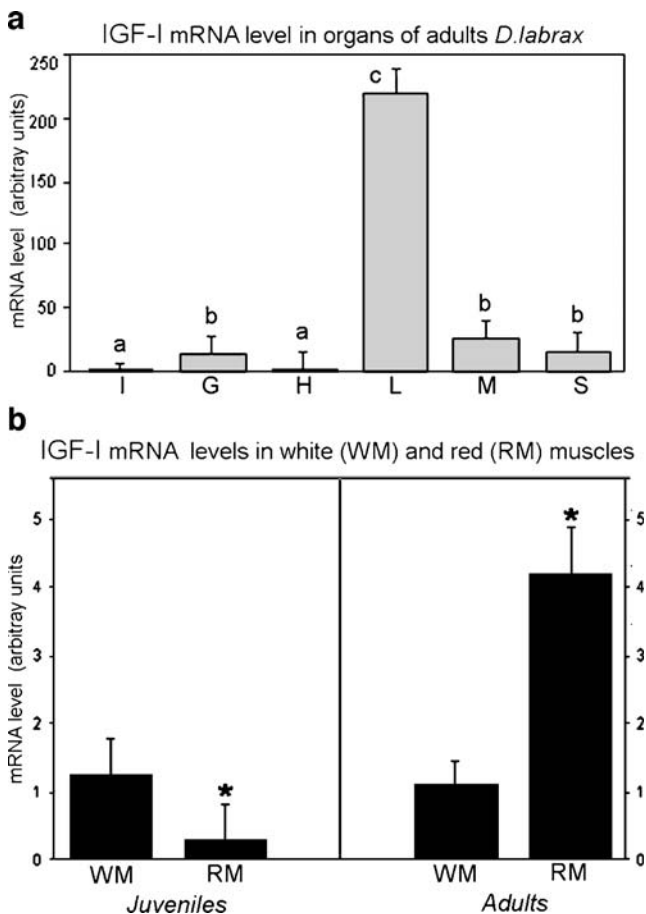 a
IGF-I mRNA level in organs of adults D.labrax
mRNA level (arbitray units)
250
200
150
100
50
0
a
b
a
c
b
b
I G H L M S
b
IGF-I mRNA levels in white (WM) and red (RM) muscles
mRNA level (arbitray units
5
4
3
2
1
0
*
*
5
4
3
2
1
0
WM RM WM RM
Juveniles Adults